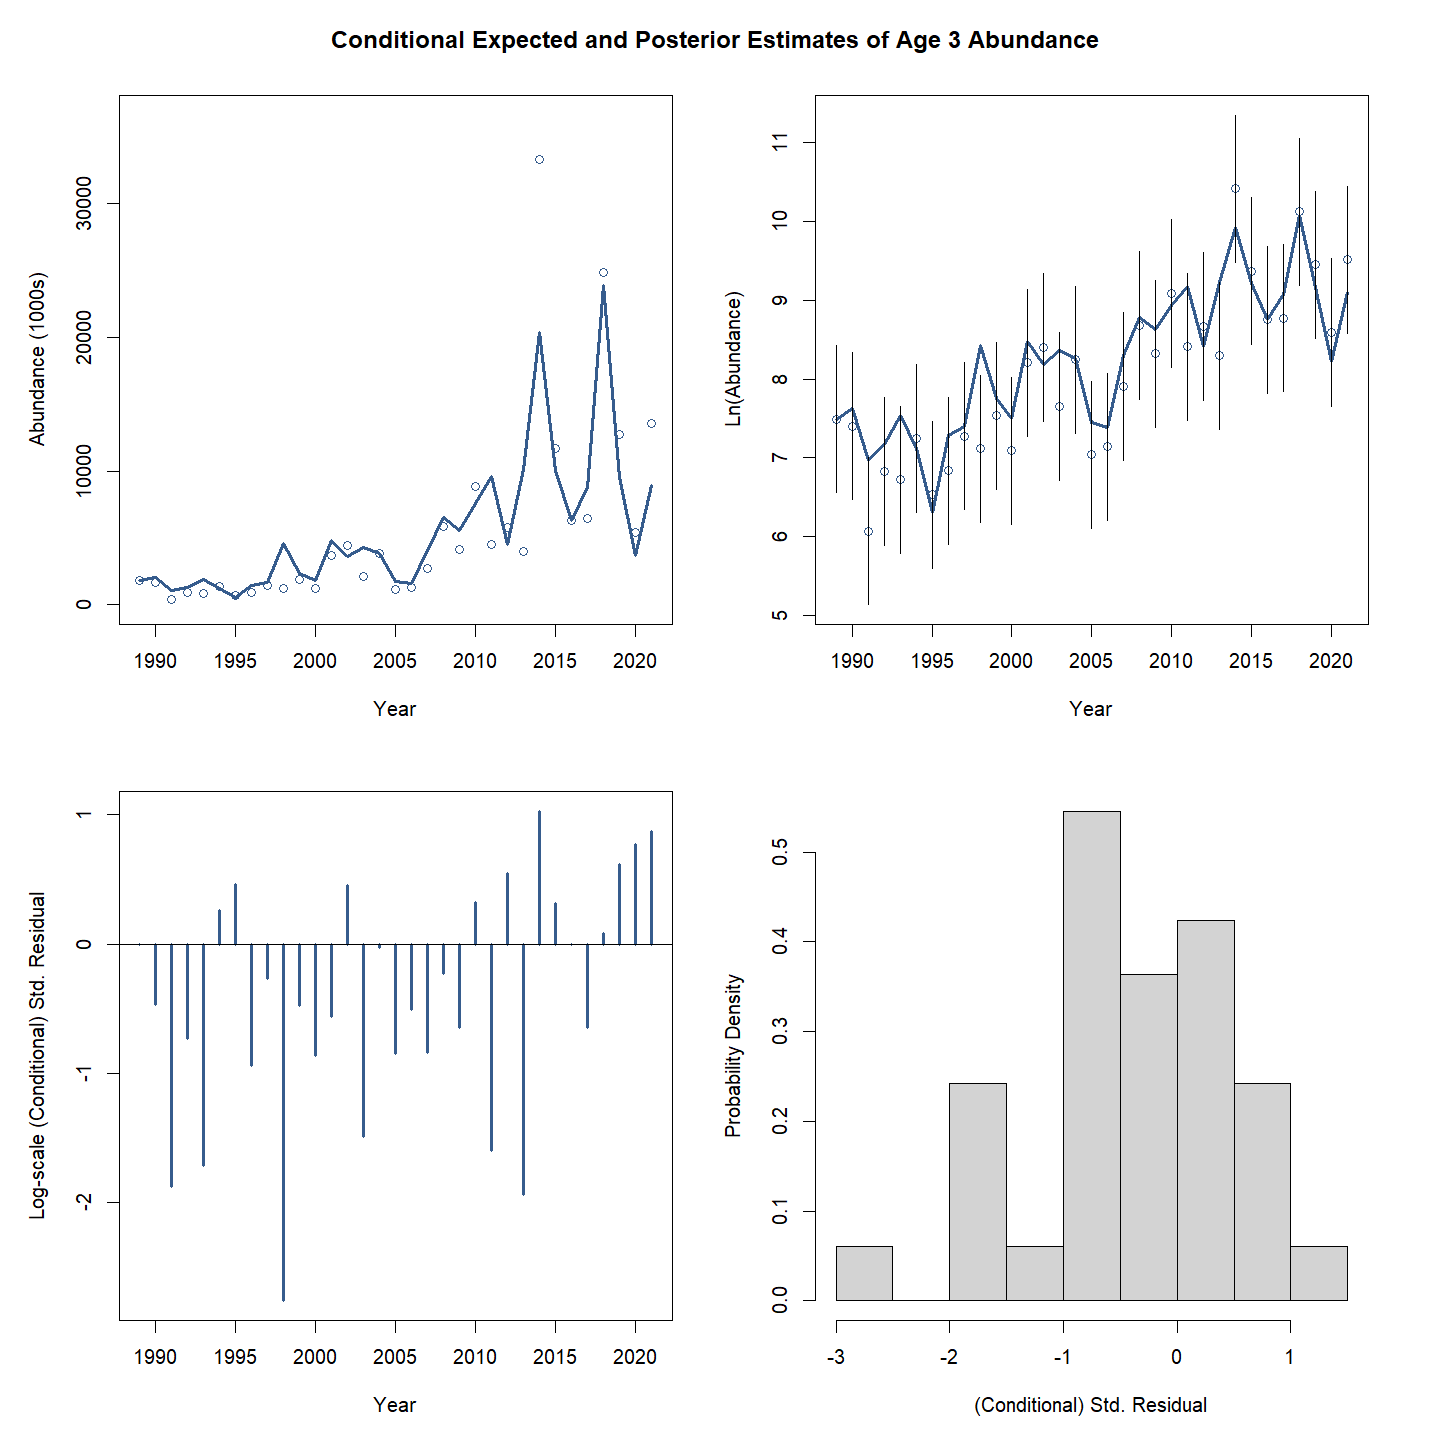 Conditional Expected and Posterior Estimates of Age 3 Abundance
Abundance (1000s)
30000
20000
10000
0
1990 1995 2000 2005 2010 2015 2020
Year
Ln(Abundance)
11
10
9
8
7
6
5
1990 1995 2000 2005 2010 2015 2020
Year
Log-scale (Conditional) Std. Residual
1
0
-1
-2
1990 1995 2000 2005 2010 2015 2020
Year
Probability Density
0.5
0.4
0.3
0.2
0.1
0.0
-3 -2 -1 0 1
(Conditional) Std. Residual